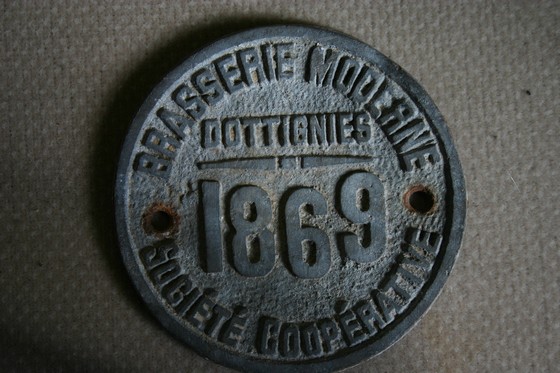 BRASSERIE MODERNE
DOTTIGNIES
1869
SOCIÉTÉ COOPÉRATIVE